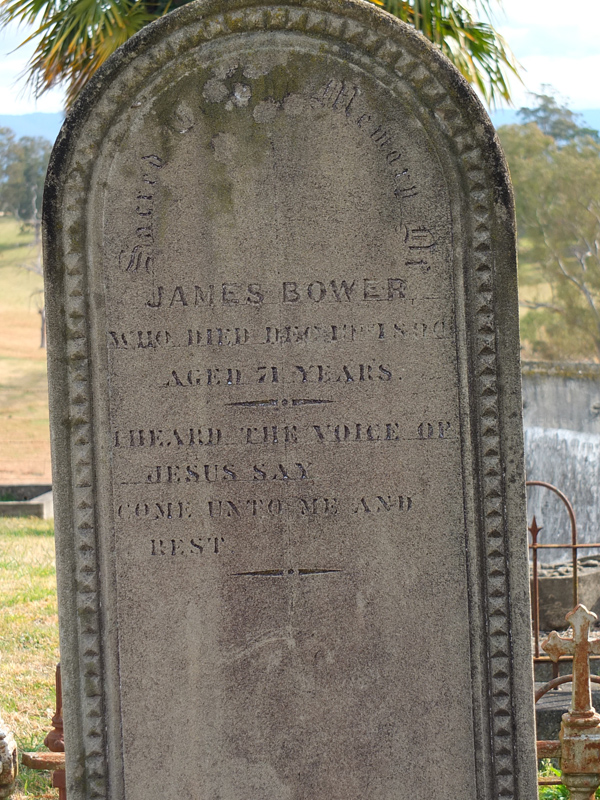 Sacred Memory Of
JAMES BOWER,
WHO DIED DEC
AGED 71 YEARS.
I HEARD THE VOICE OF
JESUS SAY
COME UNTO ME AND
REST